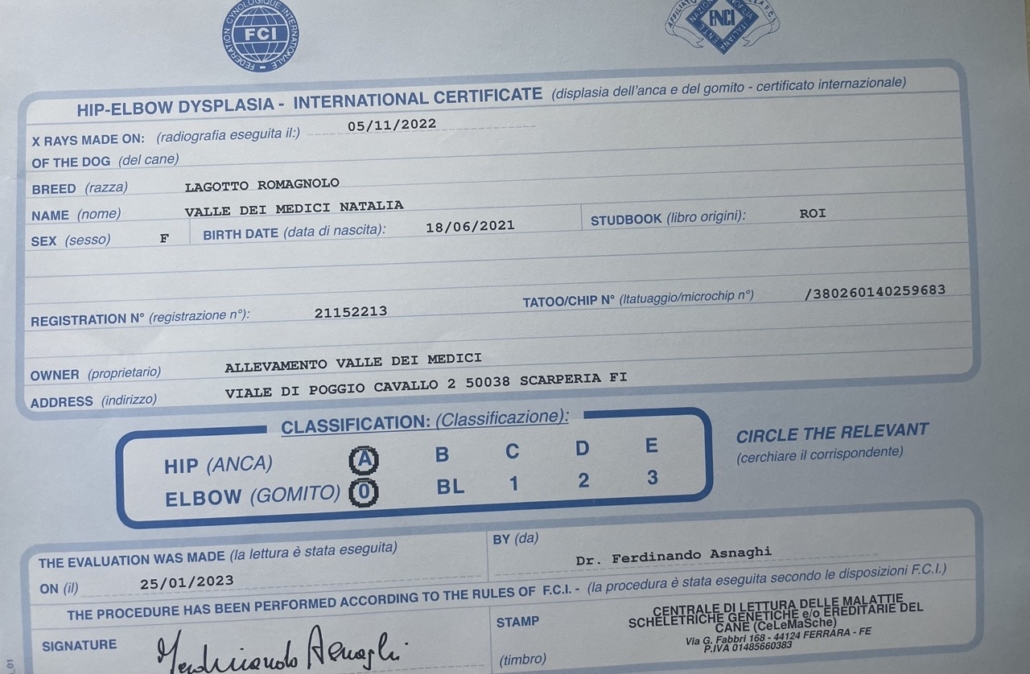 FEDERATION CYNOLOGIQUE INTERNATIONALE
FCI
ENCI
HIP-ELBOW DYSPLASIA - INTERNATIONAL CERTIFICATE (displasia dell'anca e del gomito - certificato internazionale)
X RAYS MADE ON: (radiografia eseguita il:) 05/11/2022
OF THE DOG (del cane)
BREED (razza) LAGOTTO ROMAGNOLO
NAME (nome) VALLE DEI MEDICI NATALIA
SEX (sesso) F BIRTH DATE (data di nascita): 18/06/2021 STUDBOOK (libro origini): ROI
REGISTRATION N° (registrazione n°): 21152213 TATOO/CHIP N° (ltatuaggio/microchip n°) /380260140259683
OWNER (proprietario) ALLEVAMENTO VALLE DEI MEDICI
ADDRESS (indirizzo) VIALE DI POGGIO CAVALLO 2 50038 SCARPERIA FI
CLASSIFICATION: (Classificazione):
HIP (ANCA) A B C D E
ELBOW (GOMITO) 0 BL 1 2 3
CIRCLE THE RELEVANT
(cerchiare il corrispondente)
THE EVALUATION WAS MADE (la lettura è stata eseguita)
ON (il) 25/01/2023
BY (da)
Dr. Ferdinando Asnaghi
THE PROCEDURE HAS BEEN PERFORMED ACCORDING TO THE RULES OF F.C.I. - (la procedura è stata eseguita secondo le disposizioni F.C.I.)
SIGNATURE Ferdinando Asnaghi
STAMP
(timbro)
CENTRALE DI LETTURA DELLE MALATTIE
SCHELETRICHE GENETICHE e/o EREDITARIE DEL
CANE (CeLeMaSche)
Via G. Fabbri 168 - 44124 FERRARA - FE
P.IVA 01485660383